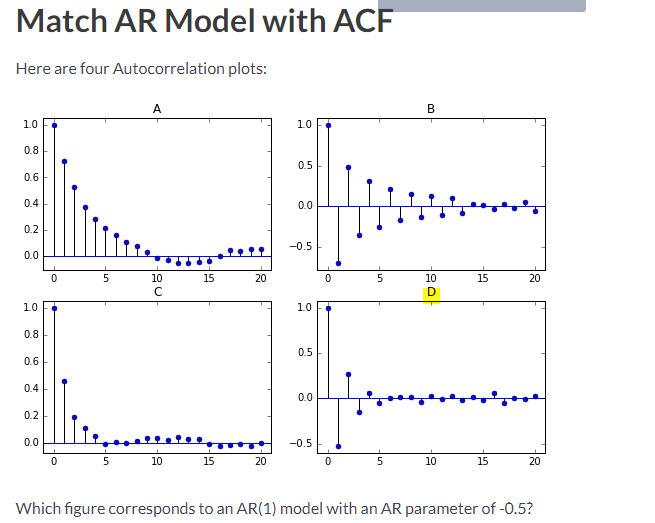 Match AR Model with ACF
Here are four Autocorrelation plots:
A
1.0
0.8
0.6
0.4
0.2
0.0
0 5 10 15 20
B
1.0
0.5
0.0
−0.5
0 5 10 15 20
C
1.0
0.8
0.6
0.4
0.2
0.0
0 5 10 15 20
D
1.0
0.5
0.0
−0.5
0 5 10 15 20
Which figure corresponds to an AR(1) model with an AR parameter of -0.5?